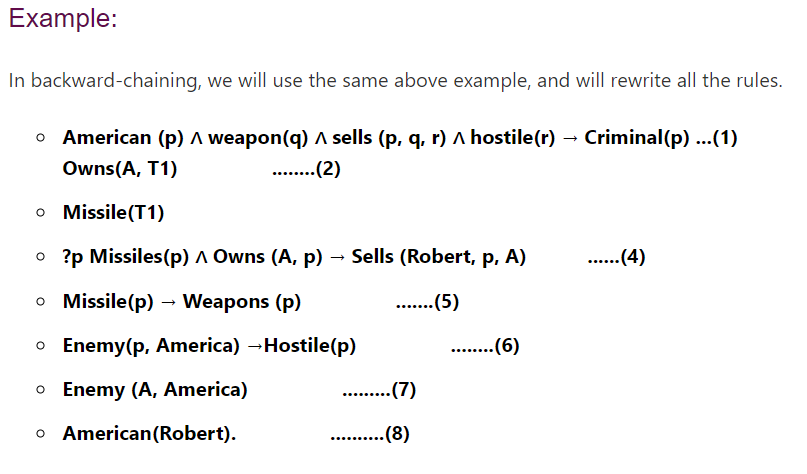 Example:
In backward-chaining, we will use the same above example, and will rewrite all the rules.
American (p) ∧ weapon(q) ∧ sells (p, q, r) ∧ hostile(r) → Criminal(p) ...(1)
Owns(A, T1) ........(2)
Missile(T1)
?p Missiles(p) ∧ Owns (A, p) → Sells (Robert, p, A) ......(4)
Missile(p) → Weapons (p) .......(5)
Enemy(p, America) →Hostile(p) ........(6)
Enemy (A, America) .........(7)
American(Robert). ..........(8)